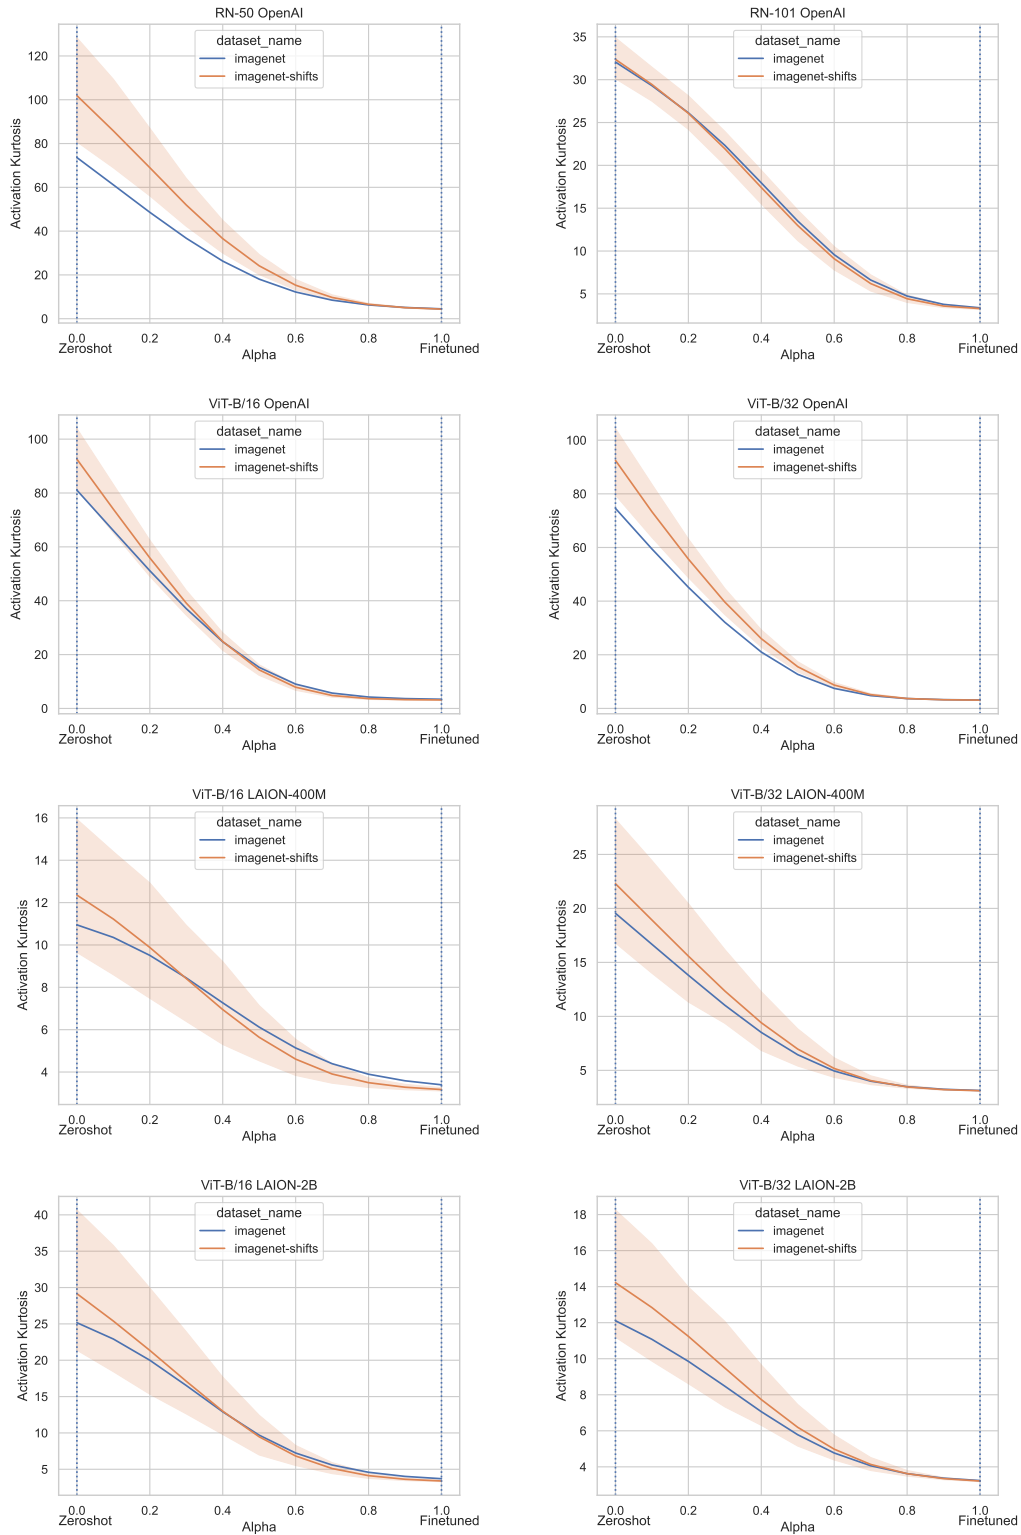 RN-50 OpenAI
dataset_name
imagenet
imagenet-shifts
Activation Kurtosis
120
100
80
60
40
20
0
0.0 0.2 0.4 0.6 0.8 1.0
Zeroshot Alpha Finetuned
RN-101 OpenAI
dataset_name
imagenet
imagenet-shifts
Activation Kurtosis
35
30
25
20
15
10
5
0.0 0.2 0.4 0.6 0.8 1.0
Zeroshot Alpha Finetuned
ViT-B/16 OpenAI
dataset_name
imagenet
imagenet-shifts
Activation Kurtosis
100
80
60
40
20
0
0.0 0.2 0.4 0.6 0.8 1.0
Zeroshot Alpha Finetuned
ViT-B/32 OpenAI
dataset_name
imagenet
imagenet-shifts
Activation Kurtosis
100
80
60
40
20
0
0.0 0.2 0.4 0.6 0.8 1.0
Zeroshot Alpha Finetuned
ViT-B/16 LAION-400M
dataset_name
imagenet
imagenet-shifts
Activation Kurtosis
16
14
12
10
8
6
4
0.0 0.2 0.4 0.6 0.8 1.0
Zeroshot Alpha Finetuned
ViT-B/32 LAION-400M
dataset_name
imagenet
imagenet-shifts
Activation Kurtosis
25
20
15
10
5
0.0 0.2 0.4 0.6 0.8 1.0
Zeroshot Alpha Finetuned
ViT-B/16 LAION-2B
dataset_name
imagenet
imagenet-shifts
Activation Kurtosis
40
35
30
25
20
15
10
5
0.0 0.2 0.4 0.6 0.8 1.0
Zeroshot Alpha Finetuned
ViT-B/32 LAION-2B
dataset_name
imagenet
imagenet-shifts
Activation Kurtosis
18
16
14
12
10
8
6
4
0.0 0.2 0.4 0.6 0.8 1.0
Zeroshot Alpha Finetuned